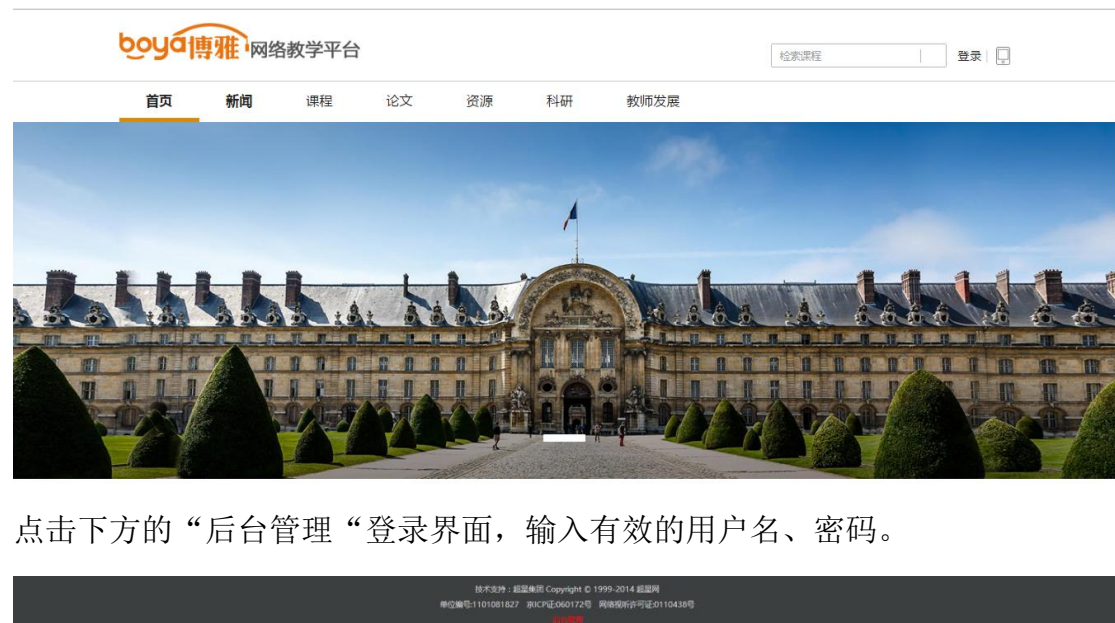 boya博雅 网络教学平台
检索课程 登录
首页 新闻 课程 论文 资源 科研 教师发展
点击下方的“后台管理“登录界面，输入有效的用户名、密码。
技术支持：超星集团 Copyright © 1999-2014 超星网
单位编号:1101081827 京ICP证:060172号 网络视听许可证:0110438号
后台管理